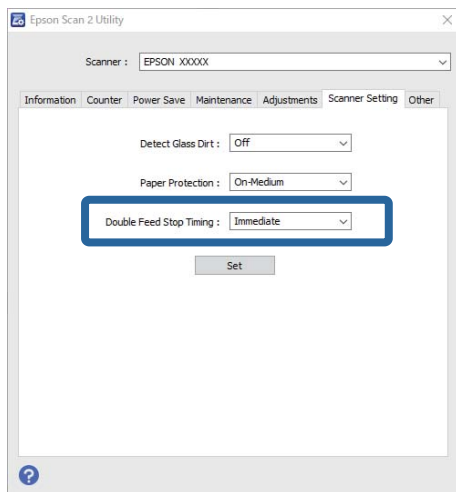 Epson Scan 2 Utility
Scanner : EPSON XXXXX
Information Counter Power Save Maintenance Adjustments Scanner Setting Other
Detect Glass Dirt : Off
Paper Protection : On-Medium
Double Feed Stop Timing : Immediate
Set
?